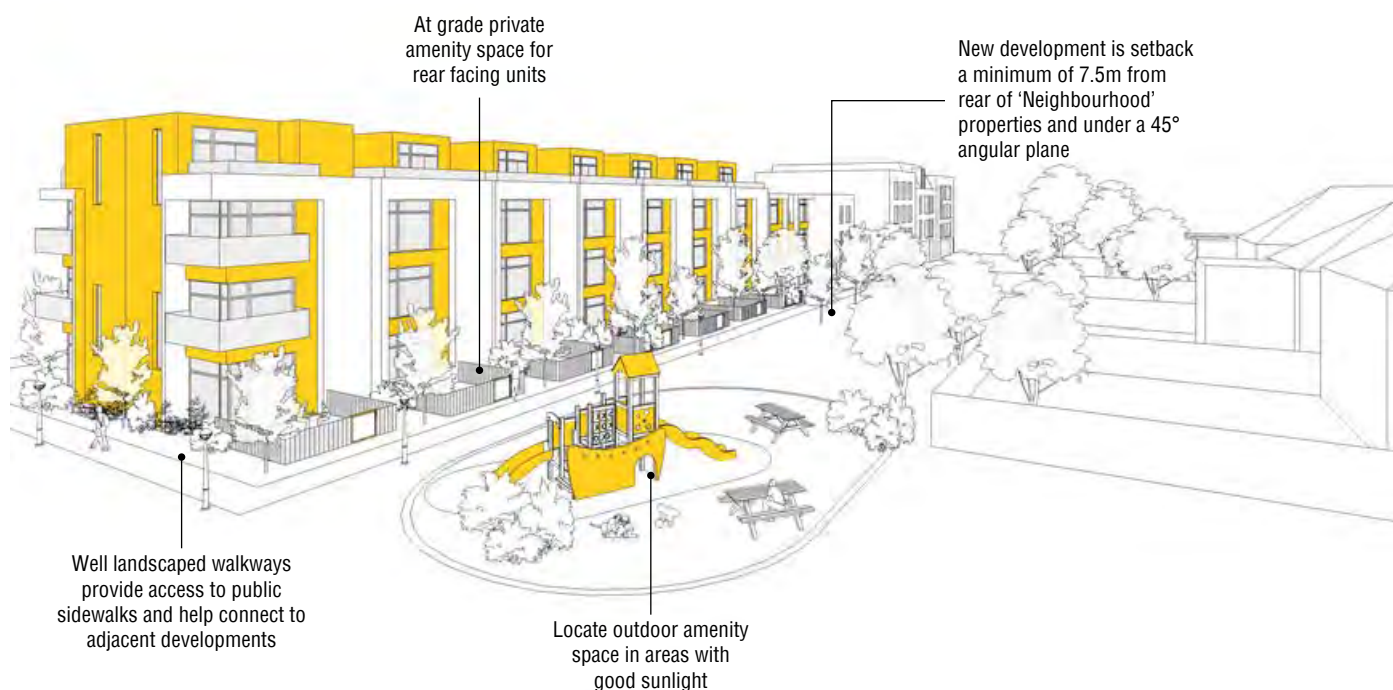 At grade private
amenity space for
rear facing units
New development is setback
a minimum of 7.5m from
rear of ‘Neighbourhood’
properties and under a 45°
angular plane
Well landscaped walkways
provide access to public
sidewalks and help connect to
adjacent developments
Locate outdoor amenity
space in areas with
good sunlight